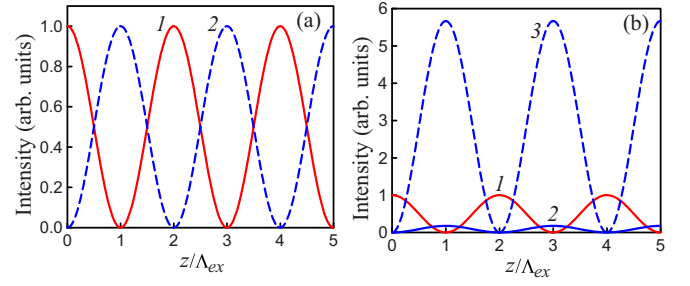 (a)
1
2
Intensity (arb. units)
1.0
0.8
0.6
0.4
0.2
0.0
0 1 2 3 4 5
z/Λex
(b)
3
1
2
Intensity (arb. units)
6
5
4
3
2
1
0
0 1 2 3 4 5
z/Λex